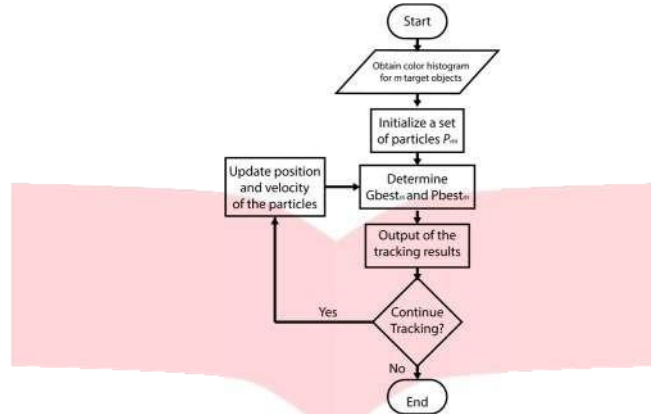 Start
Obtain color histogram
for m target objects
Initialize a set
of particles Pmi
Update position
and velocity
of the particles
Determine
Gbestm and Pbestm
Output of the
tracking results
Continue
Tracking?
Yes
No
End